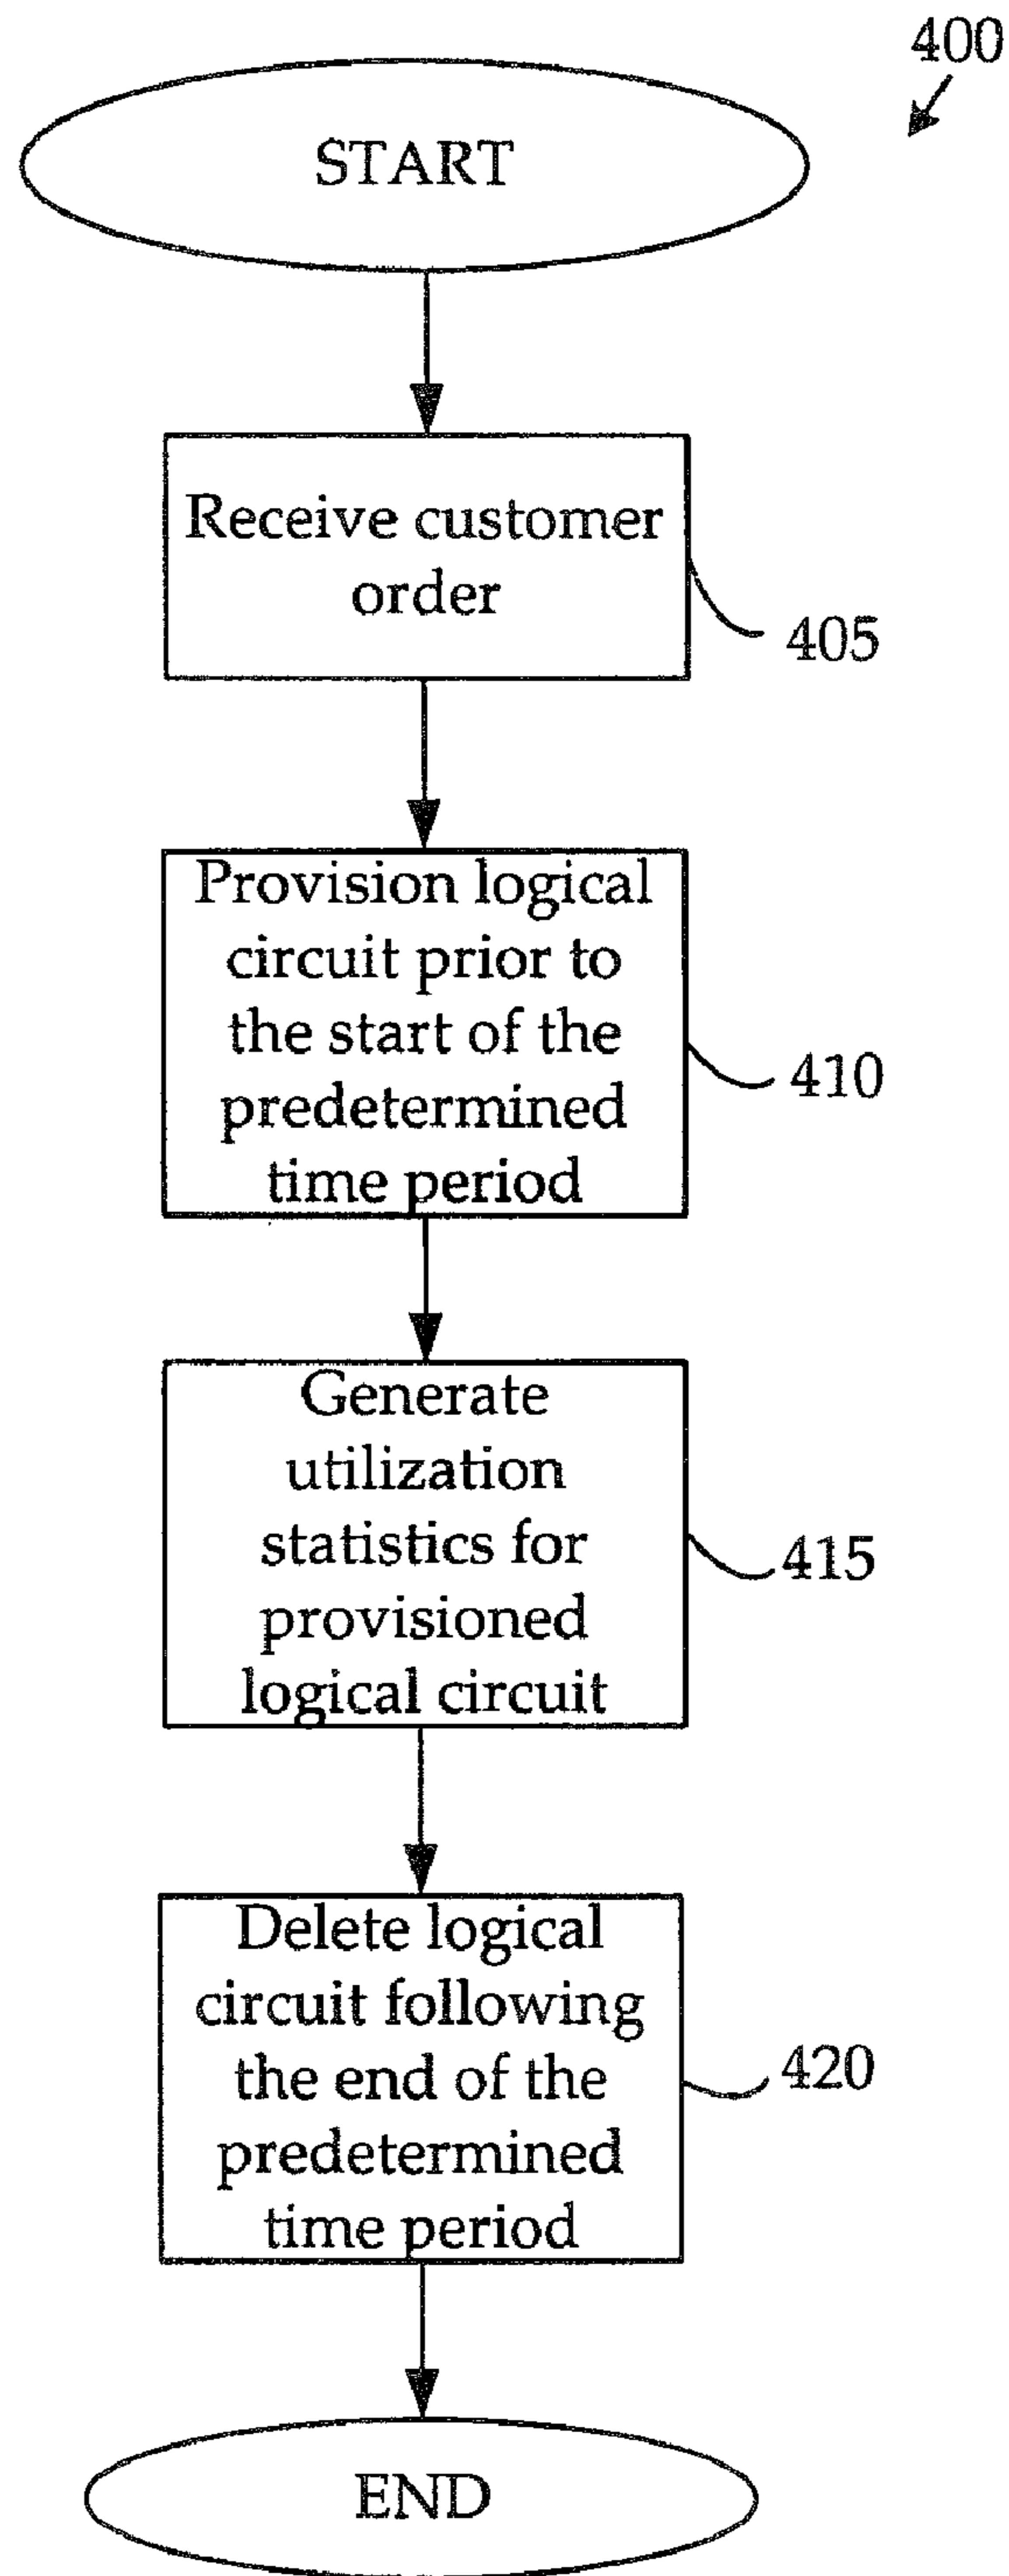 400
START
Receive customer
order
405
Provision logical
circuit prior to
the start of the
predetermined
time period
410
Generate
utilization
statistics for
provisioned
logical circuit
415
Delete logical
circuit following
the end of the
predetermined
time period
420
END